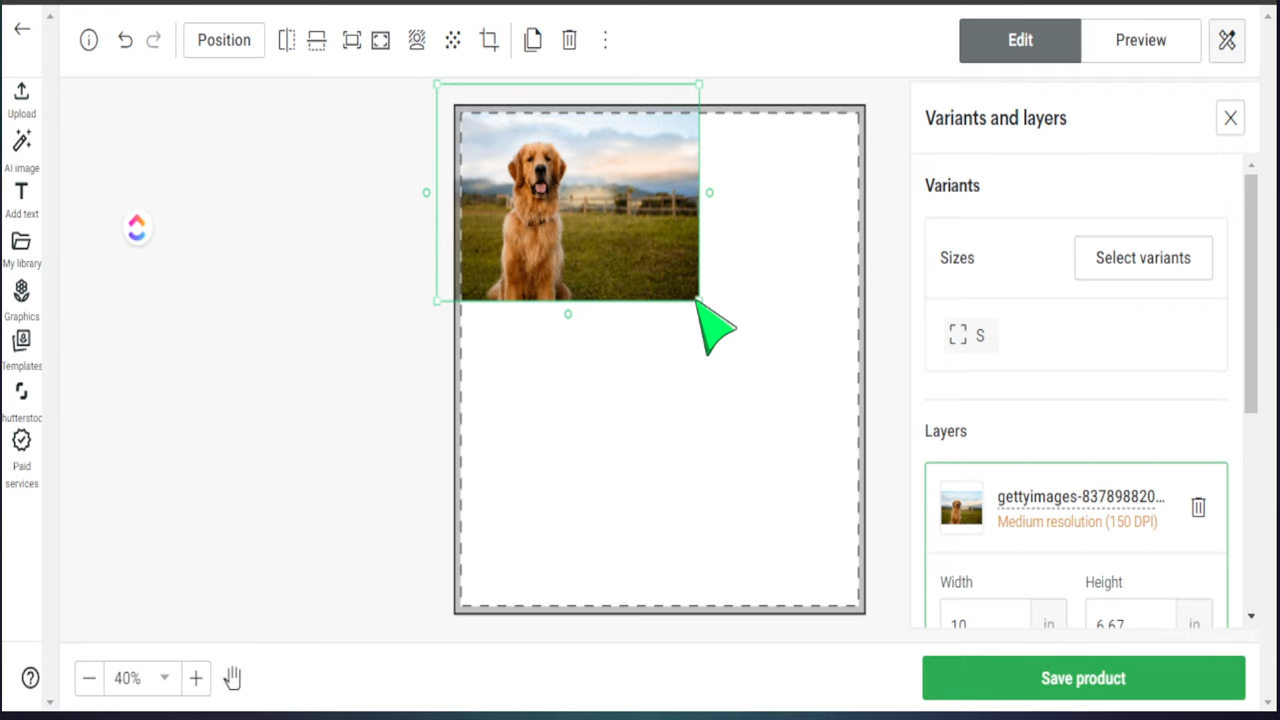 Position
Edit
Preview
Upload
AI image
Add text
My library
Graphics
Templates
hutterstoc
Paid
services
Variants and layers
Variants
Sizes
Select variants
S
Layers
gettyimages-837898820...
Medium resolution (150 DPI)
Width
Height
10
in
6.67
in
40%
Save product